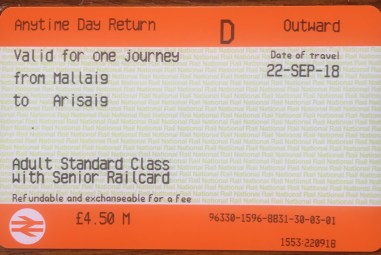 Anytime Day Return D Outward
Valid for one journey Date of travel
from Mallaig 22-SEP-18
to Arisaig
Adult Standard Class
with Senior Railcard
Refundable and exchangeable for a fee
£4.50 M 96330-1596-8831-30-03-01
1553:220918